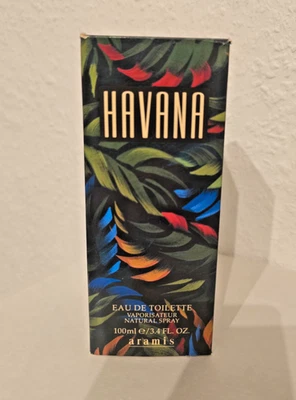 HAVANA
EAU DE TOILETTE
VAPORISATEUR
NATURAL SPRAY
100ml e/3.4 FL. OZ.
aramis